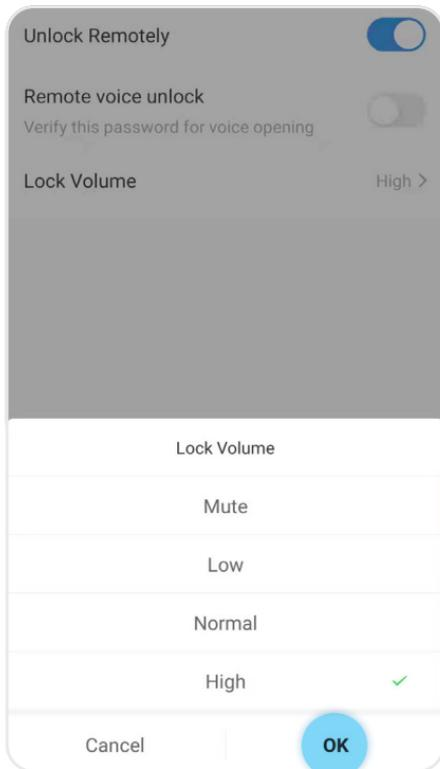 Unlock Remotely
Remote voice unlock
Verify this password for voice opening
Lock Volume High >
Lock Volume
Mute
Low
Normal
High
Cancel OK